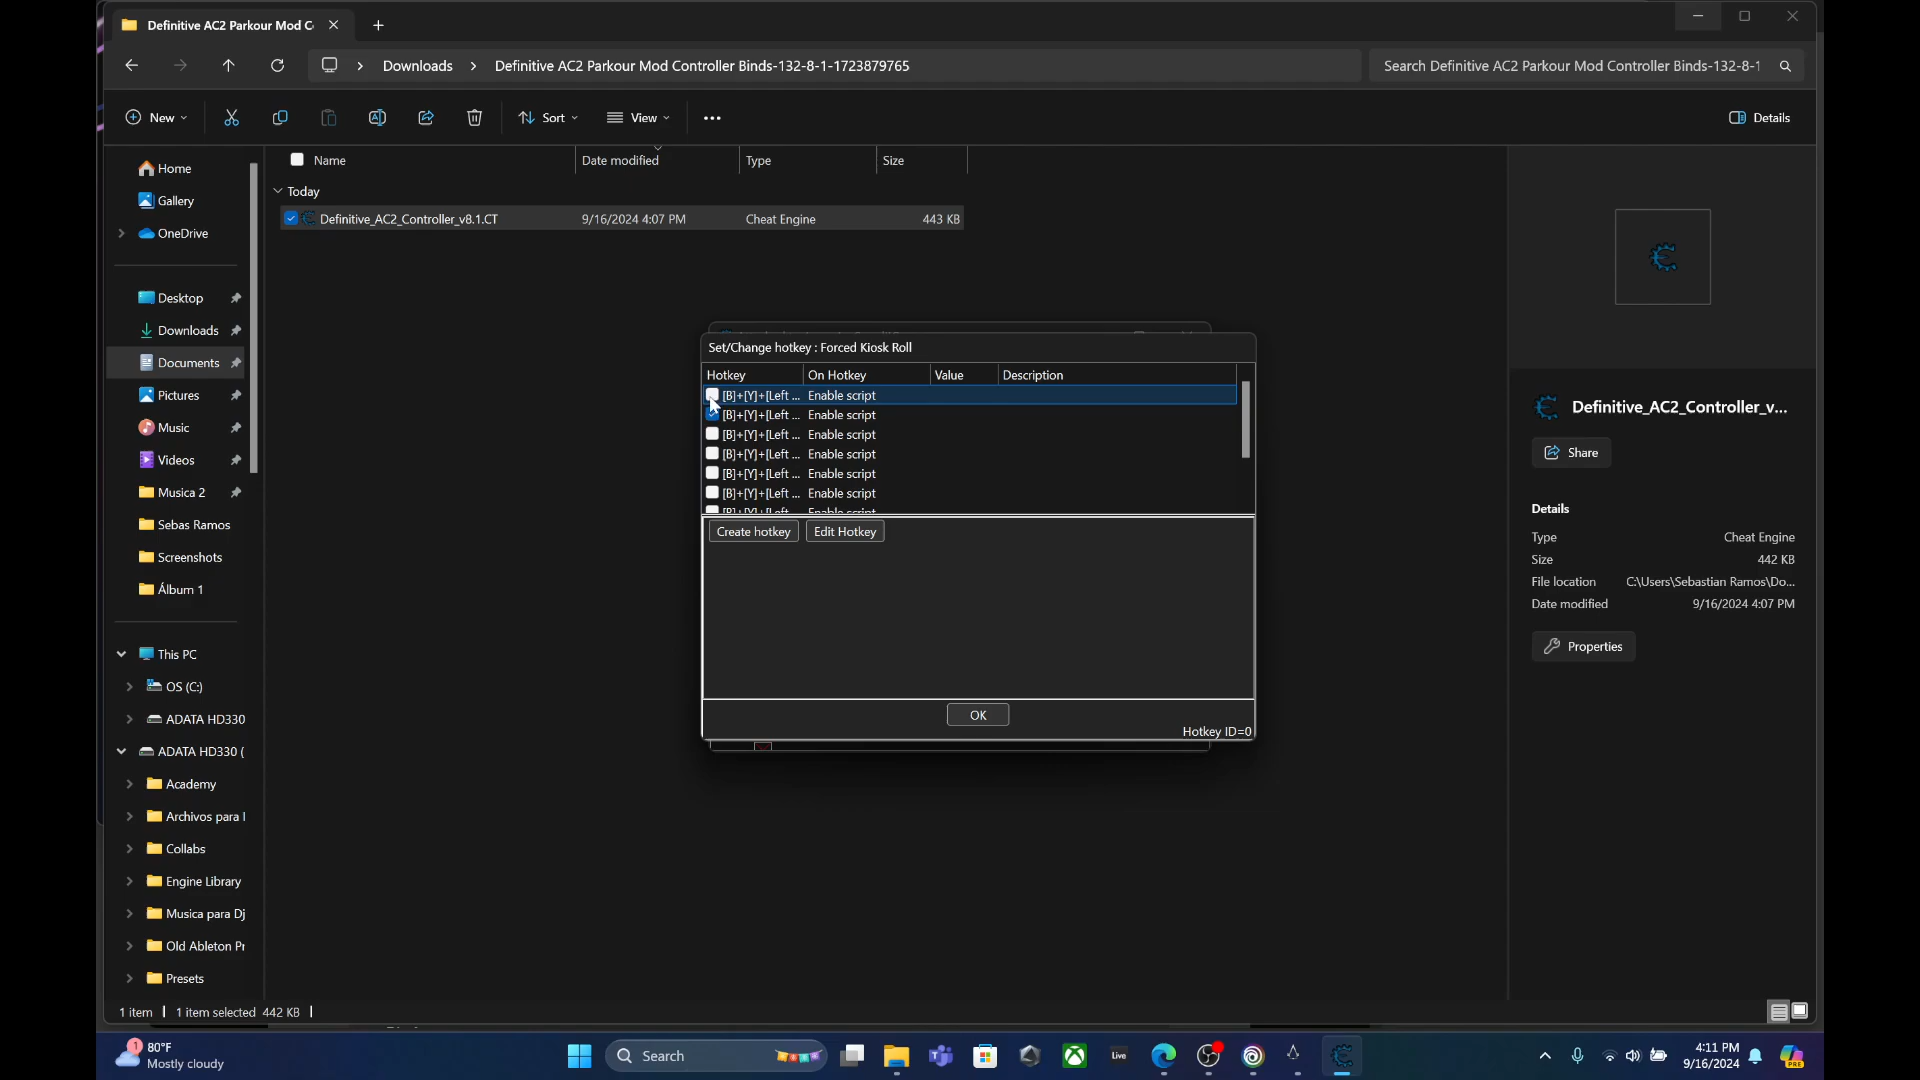 Definitive AC2 Parkour Mod C
Downloads > Definitive AC2 Parkour Mod Controller Binds-132-8-1-1723879765
Search Definitive AC2 Parkour Mod Controller Binds-132-8-1
New
Sort
View
Details
Home
Gallery
OneDrive
Desktop
Downloads
Documents
Pictures
Music
Videos
Musica 2
Sebas Ramos
Screenshots
Álbum 1
This PC
OS (C:)
ADATA HD330
ADATA HD330 (
Academy
Archivos para l
Collabs
Engine Library
Musica para Dj
Old Ableton Pr
Presets
Name Date modified Type Size
Today
Definitive_AC2_Controller_v8.1.CT 9/16/2024 4:07 PM Cheat Engine 443 KB
Set/Change hotkey : Forced Kiosk Roll
Hotkey On Hotkey Value Description
[B]+[Y]+[Left ... Enable script
[B]+[Y]+[Left ... Enable script
[B]+[Y]+[Left ... Enable script
[B]+[Y]+[Left ... Enable script
[B]+[Y]+[Left ... Enable script
[B]+[Y]+[Left ... Enable script
[B]+[Y]+[Left ... Enable script
Create hotkey Edit Hotkey
OK
Hotkey ID=0
Definitive_AC2_Controller_v...
Share
Details
Type Cheat Engine
Size 442 KB
File location C:\Users\Sebastian Ramos\Do...
Date modified 9/16/2024 4:07 PM
Properties
1 item 1 item selected 442 KB
1
80°F
Mostly cloudy
Search
Live
4:11 PM
9/16/2024
PRE